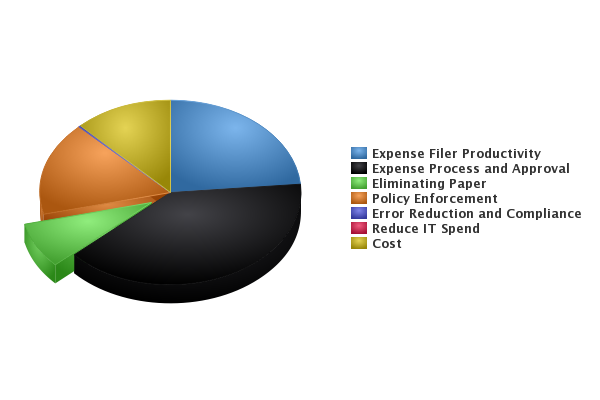 Expense Filer Productivity
Expense Process and Approval
Eliminating Paper
Policy Enforcement
Error Reduction and Compliance
Reduce IT Spend
Cost